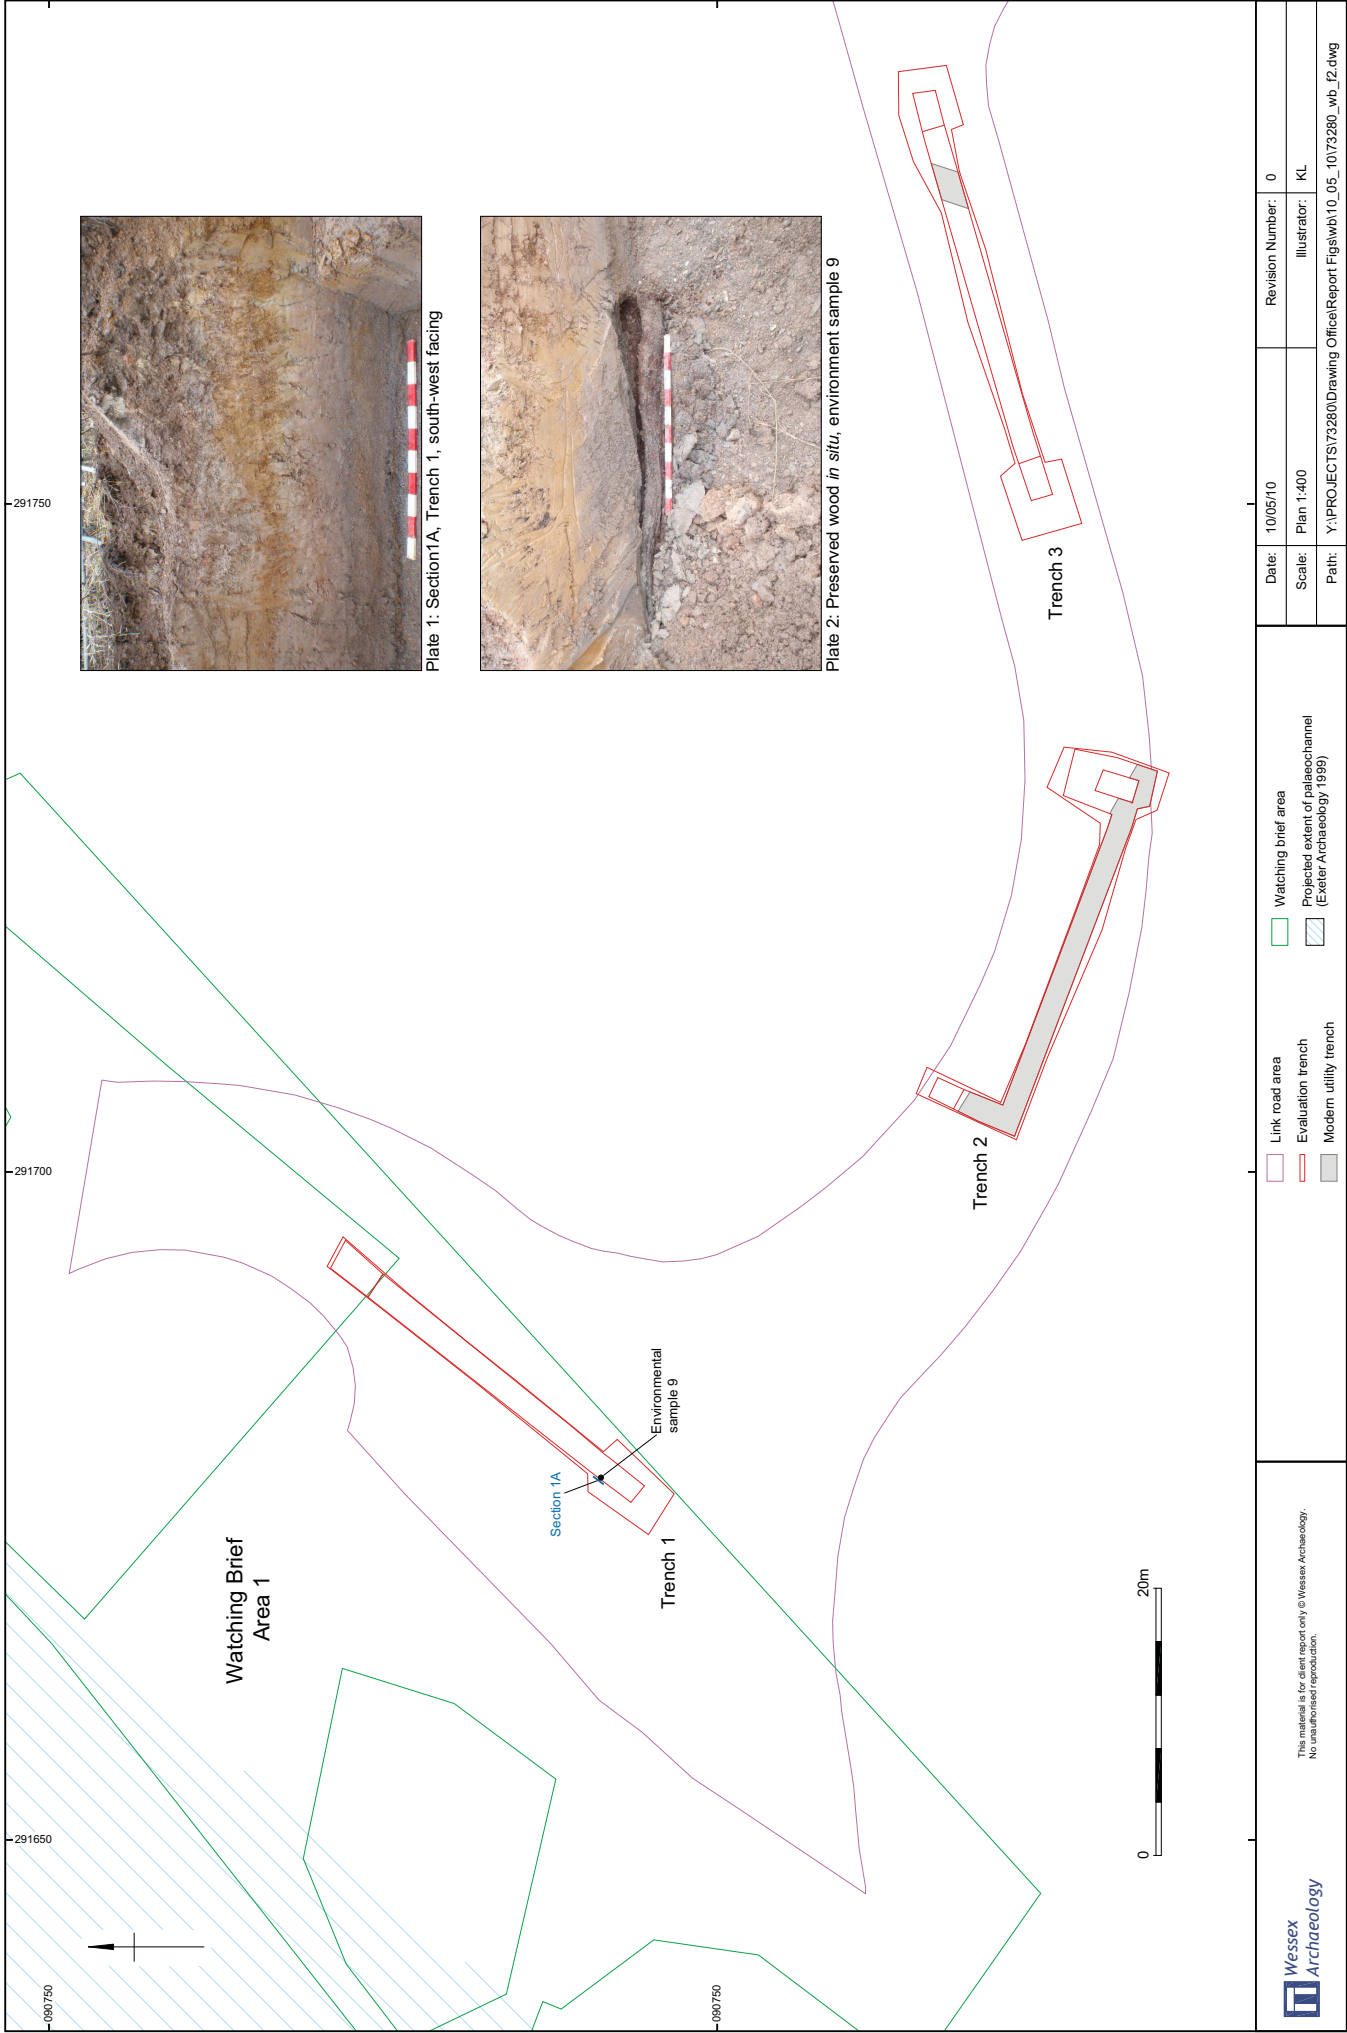 291650
291700
291750
090750
090750
Watching Brief
Area 1
Section 1A
Environmental
sample 9
Trench 1
Trench 2
Trench 3
Plate 1: Section1A, Trench 1, south-west facing
Plate 2: Preserved wood in situ, environment sample 9
0
20m
Wessex
Archaeology
This material is for client report only © Wessex Archaeology.
No unauthorised reproduction.
Link road area
Evaluation trench
Modern utility trench
Watching brief area
Projected extent of palaeochannel
(Exeter Archaeology 1999)
Date: 10/05/10 Revision Number: 0
Scale: Plan 1:400 Illustrator: KL
Path: Y:\PROJECTS\73280\Drawing Office\Report Figs\wb\10_05_10\73280_wb_f2.dwg